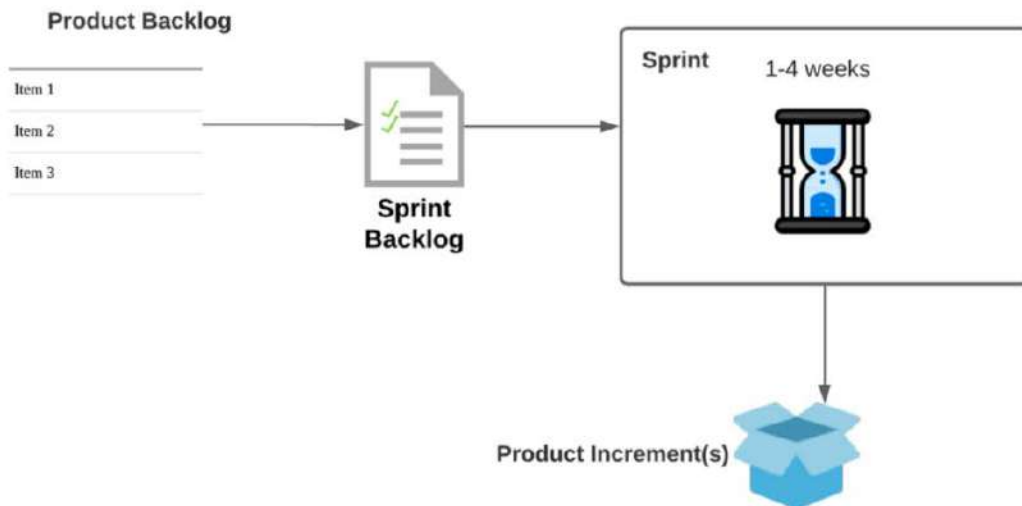 Product Backlog
Item 1
Item 2
Item 3
Sprint
Backlog
Sprint
1-4 weeks
Product Increment(s)